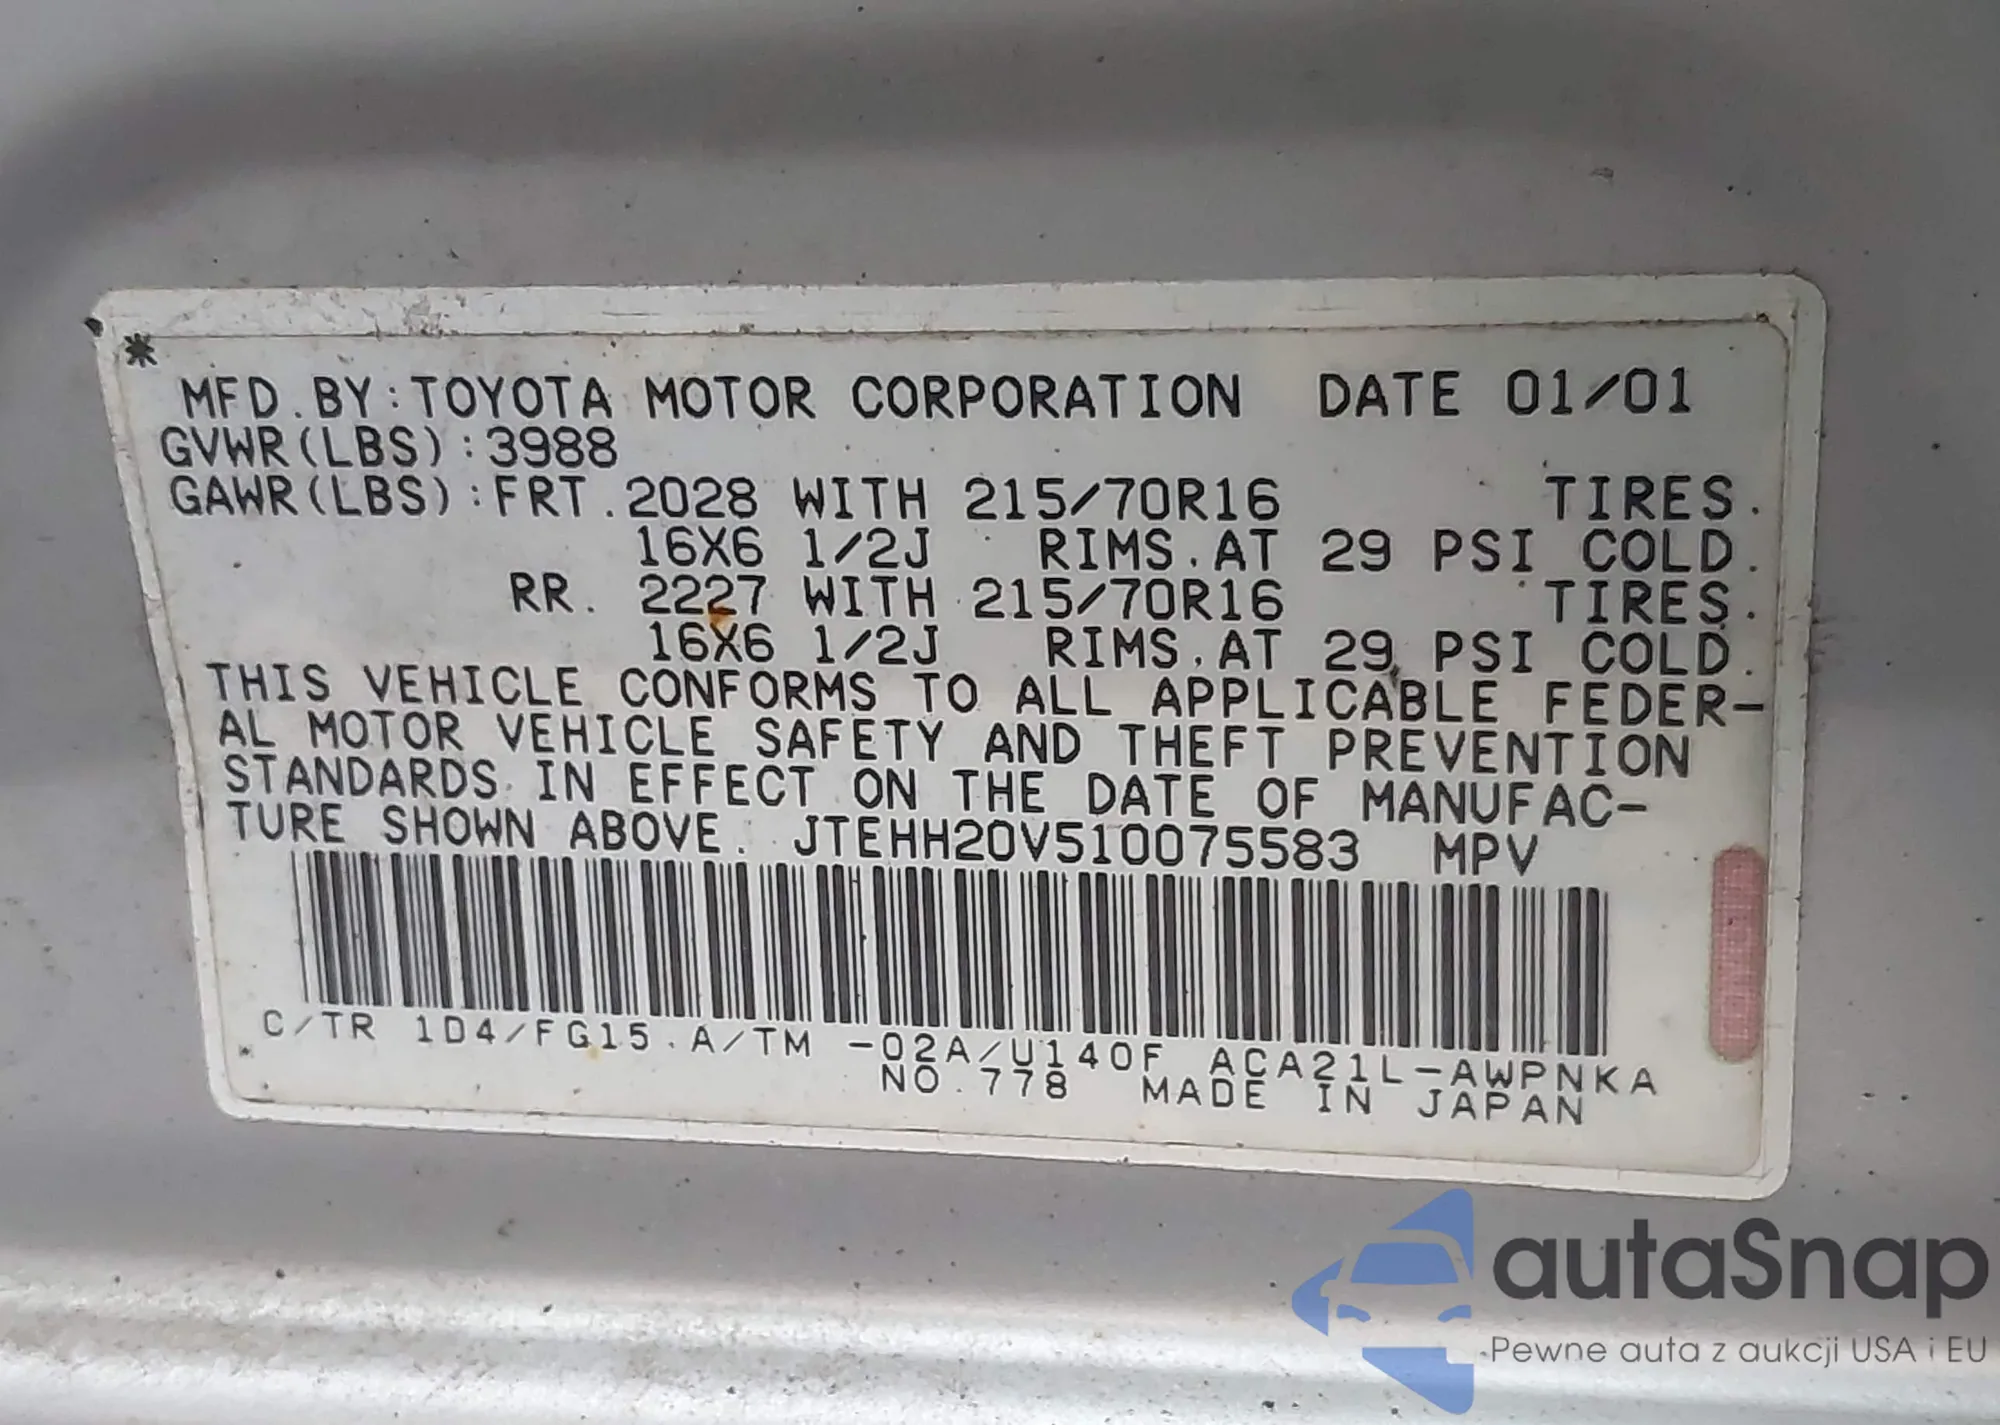 *
MFD.BY:TOYOTA MOTOR CORPORATION DATE 01/01
GVWR(LBS):3988
GAWR(LBS):FRT.2028 WITH 215/70R16 TIRES.
16X6 1/2J RIMS.AT 29 PSI COLD.
RR. 2227 WITH 215/70R16 TIRES.
16X6 1/2J RIMS.AT 29 PSI COLD.
THIS VEHICLE CONFORMS TO ALL APPLICABLE FEDER-
AL MOTOR VEHICLE SAFETY AND THEFT PREVENTION
STANDARDS IN EFFECT ON THE DATE OF MANUFAC-
TURE SHOWN ABOVE. JTEHH20V510075583 MPV
C/TR 1D4/FG15.A/TM -02A/U140F ACA21L-AWPNKA
NO.778 MADE IN JAPAN
autaSnap
Pewne auta z aukcji USA i EU